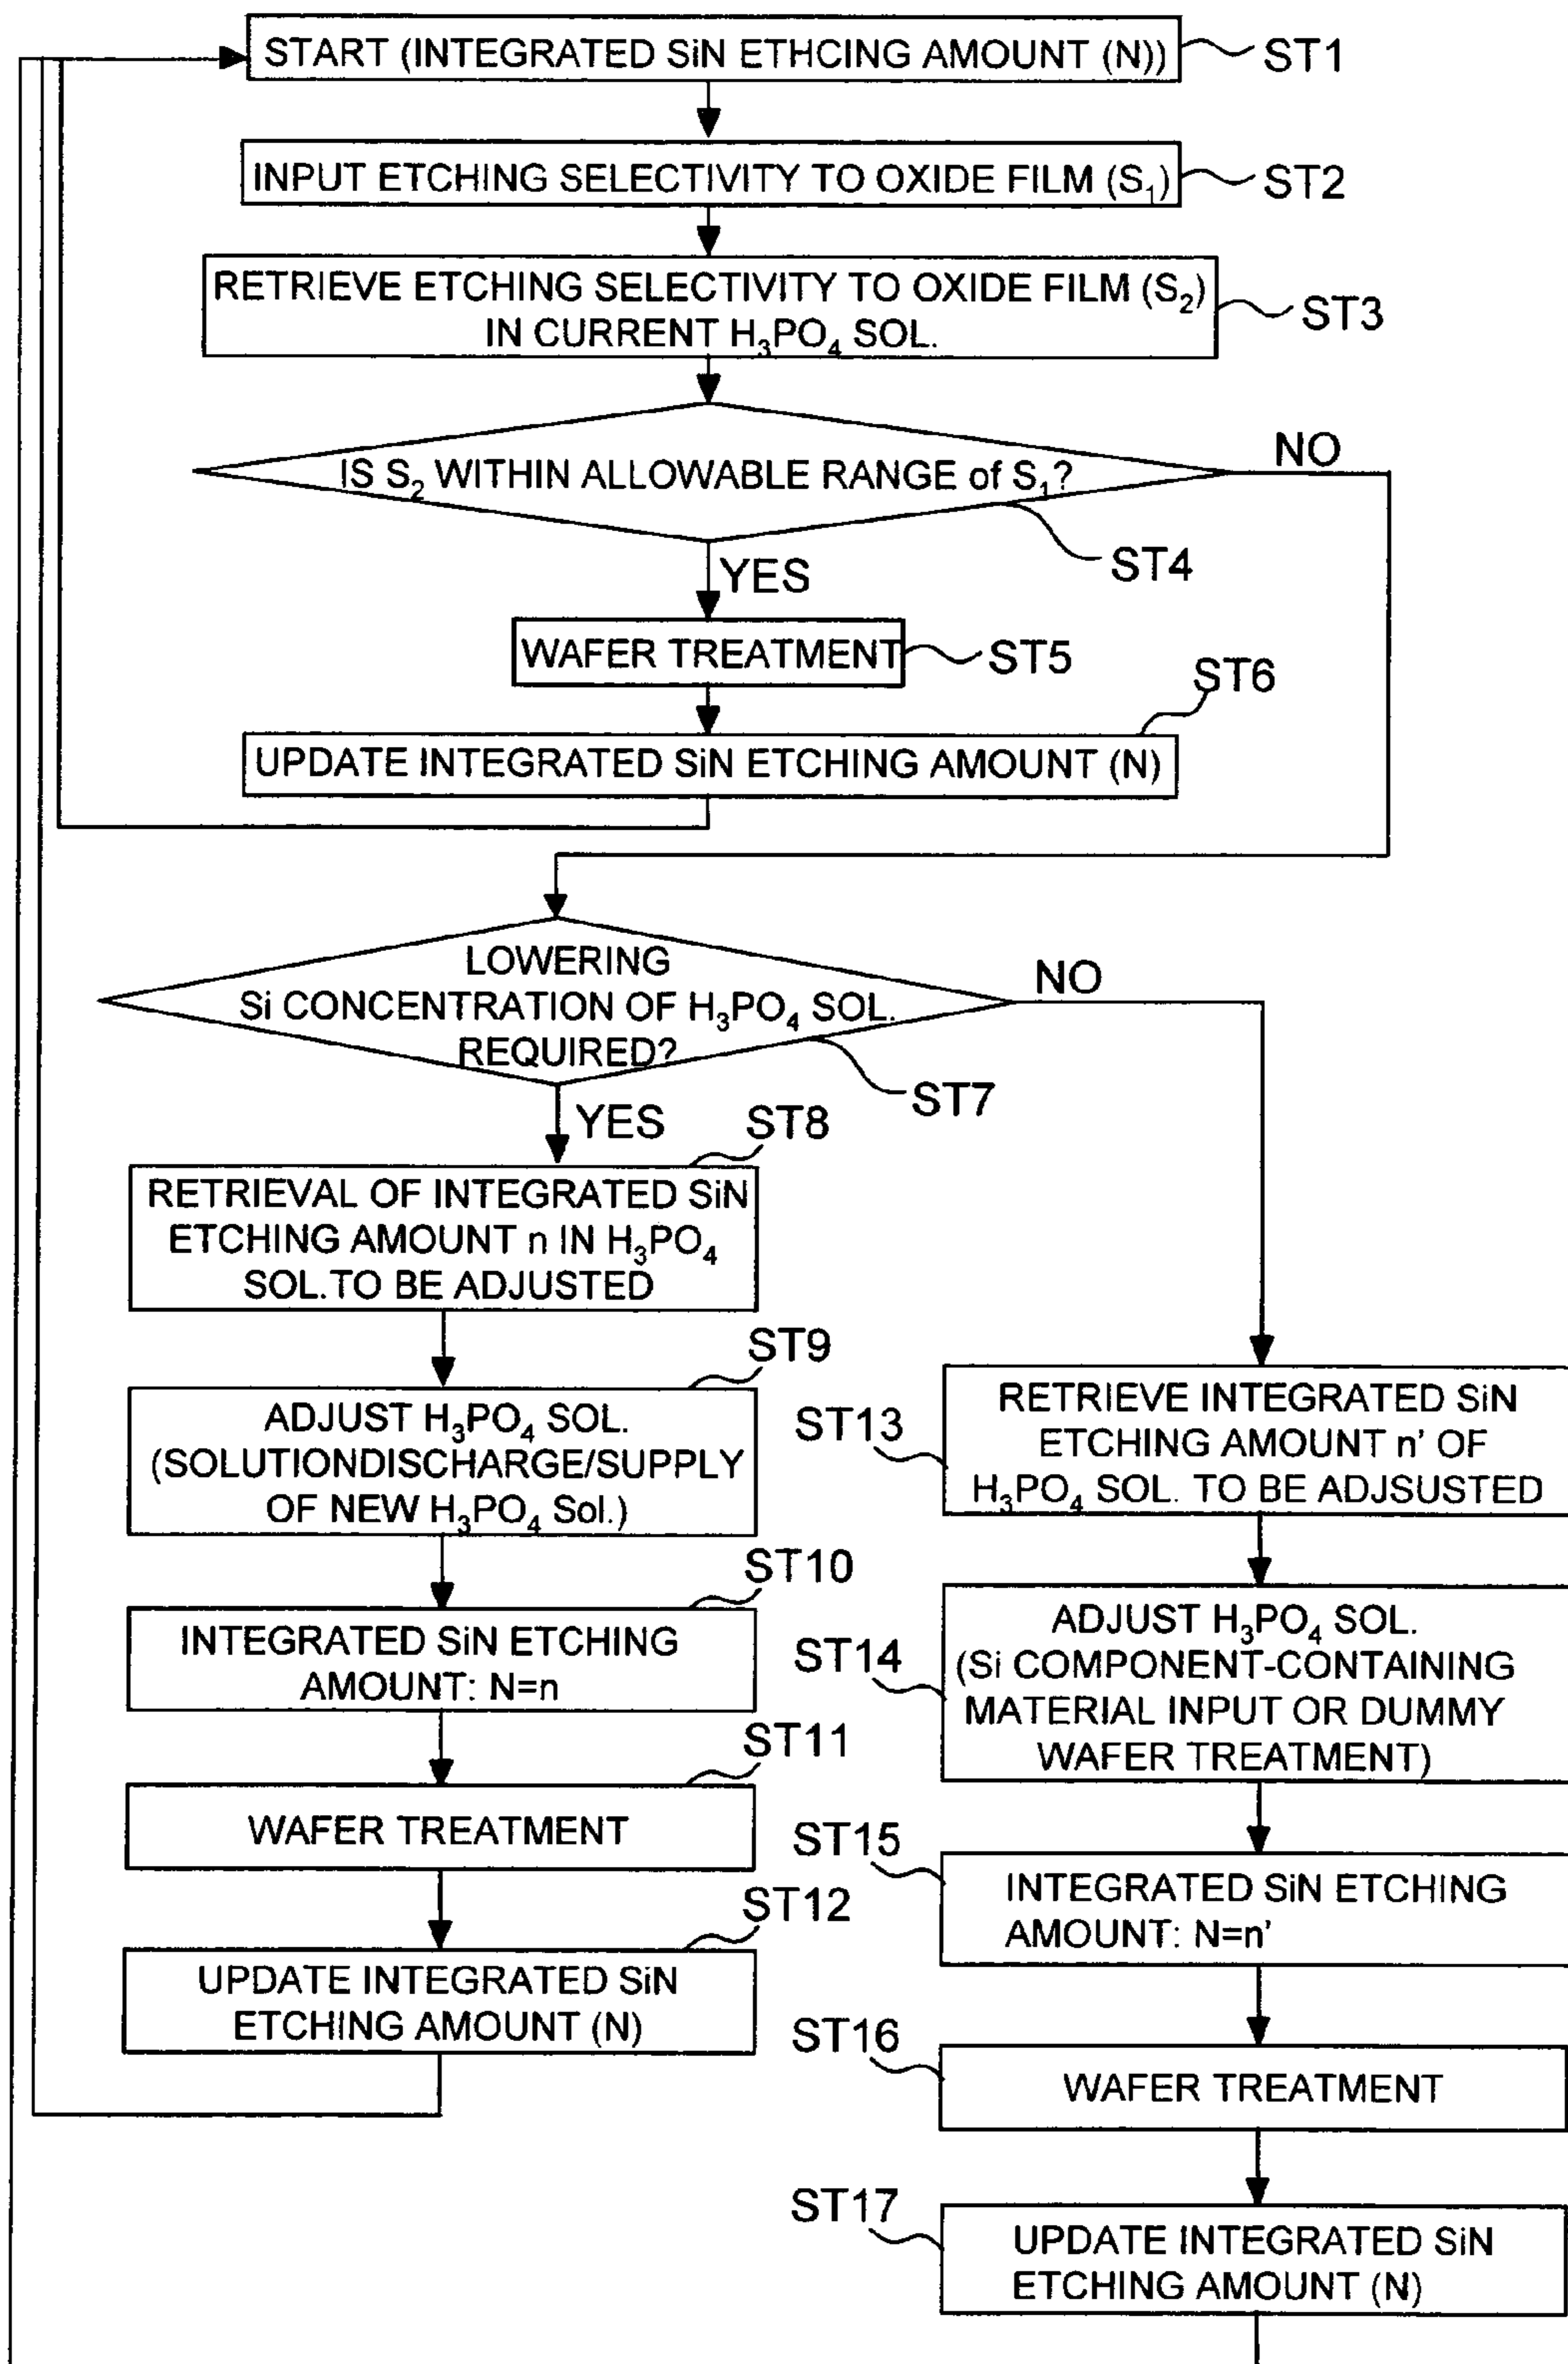 START (INTEGRATED SiN ETHCING AMOUNT (N))
ST1
INPUT ETCHING SELECTIVITY TO OXIDE FILM (S₁)
ST2
RETRIEVE ETCHING SELECTIVITY TO OXIDE FILM (S₂)
IN CURRENT H₃PO₄ SOL.
ST3
IS S₂ WITHIN ALLOWABLE RANGE of S₁?
NO
ST4
YES
WAFER TREATMENT
ST5
ST6
UPDATE INTEGRATED SiN ETCHING AMOUNT (N)
LOWERING
Si CONCENTRATION OF H₃PO₄ SOL.
REQUIRED?
NO
ST7
YES
ST8
RETRIEVAL OF INTEGRATED SiN
ETCHING AMOUNT n IN H₃PO₄
SOL.TO BE ADJUSTED
ST9
ADJUST H₃PO₄ SOL.
(SOLUTIONDISCHARGE/SUPPLY
OF NEW H₃PO₄ Sol.)
ST10
INTEGRATED SiN ETCHING
AMOUNT: N=n
ST11
WAFER TREATMENT
ST12
UPDATE INTEGRATED SiN
ETCHING AMOUNT (N)
ST13
RETRIEVE INTEGRATED SiN
ETCHING AMOUNT n' OF
H₃PO₄ SOL. TO BE ADJSUSTED
ST14
ADJUST H₃PO₄ SOL.
(Si COMPONENT-CONTAINING
MATERIAL INPUT OR DUMMY
WAFER TREATMENT)
ST15
INTEGRATED SiN ETCHING
AMOUNT: N=n'
ST16
WAFER TREATMENT
ST17
UPDATE INTEGRATED SiN
ETCHING AMOUNT (N)